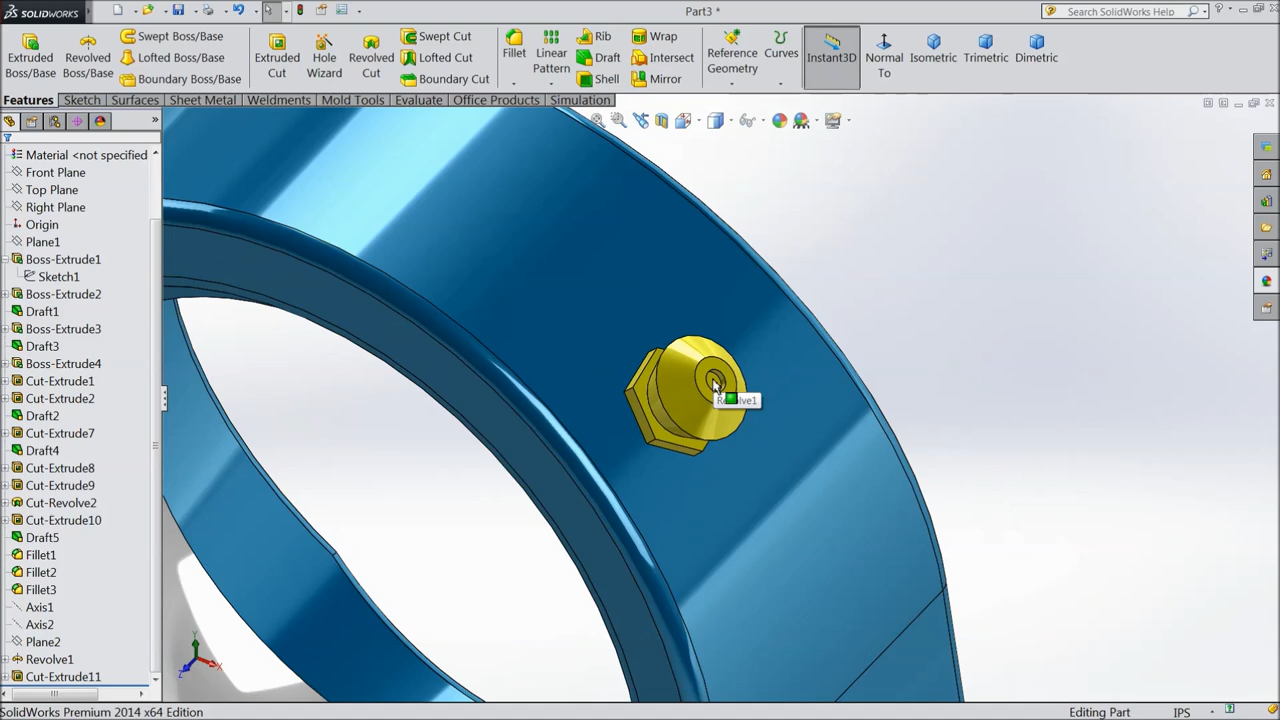 SOLIDWORKS
Part3 *
Search SolidWorks Help
Extruded Boss/Base
Revolved Boss/Base
Swept Boss/Base
Lofted Boss/Base
Boundary Boss/Base
Extruded Cut
Hole Wizard
Revolved Cut
Swept Cut
Lofted Cut
Boundary Cut
Fillet
Linear Pattern
Rib
Draft
Shell
Wrap
Intersect
Mirror
Reference Geometry
Curves
Instant3D
Normal To
Isometric
Trimetric
Dimetric
Features
Sketch
Surfaces
Sheet Metal
Weldments
Mold Tools
Evaluate
Office Products
Simulation
Material <not specified
Front Plane
Top Plane
Right Plane
Origin
Plane1
Boss-Extrude1
Sketch1
Boss-Extrude2
Draft1
Boss-Extrude3
Draft3
Boss-Extrude4
Cut-Extrude1
Cut-Extrude2
Draft2
Cut-Extrude7
Draft4
Cut-Extrude8
Cut-Extrude9
Cut-Revolve2
Cut-Extrude10
Draft5
Fillet1
Fillet2
Fillet3
Axis1
Axis2
Plane2
Revolve1
Cut-Extrude11
Y
X
Z
SolidWorks Premium 2014 x64 Edition
Editing Part
IPS